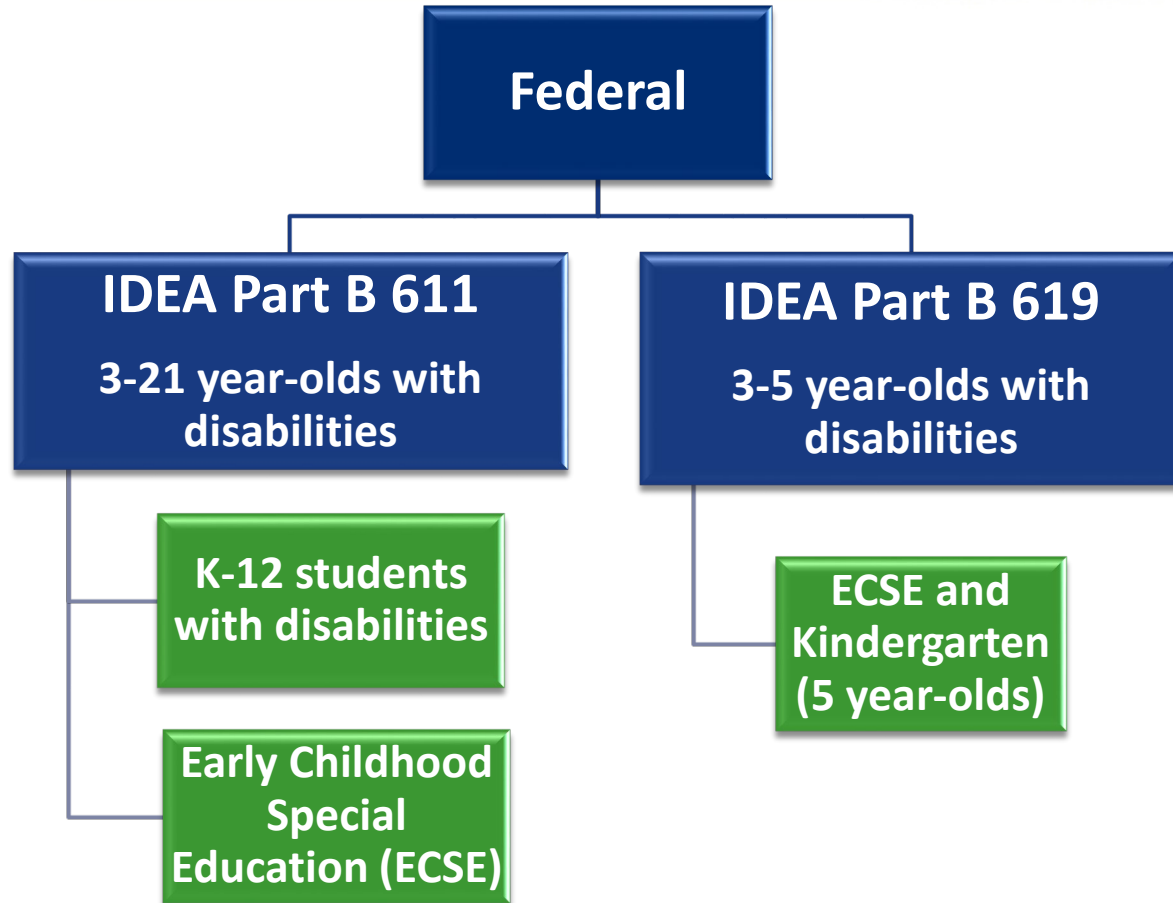 Federal
IDEA Part B 611
3-21 year-olds with
disabilities
K-12 students
with disabilities
Early Childhood
Special
Education (ECSE)
IDEA Part B 619
3-5 year-olds with
disabilities
ECSE and
Kindergarten
(5 year-olds)